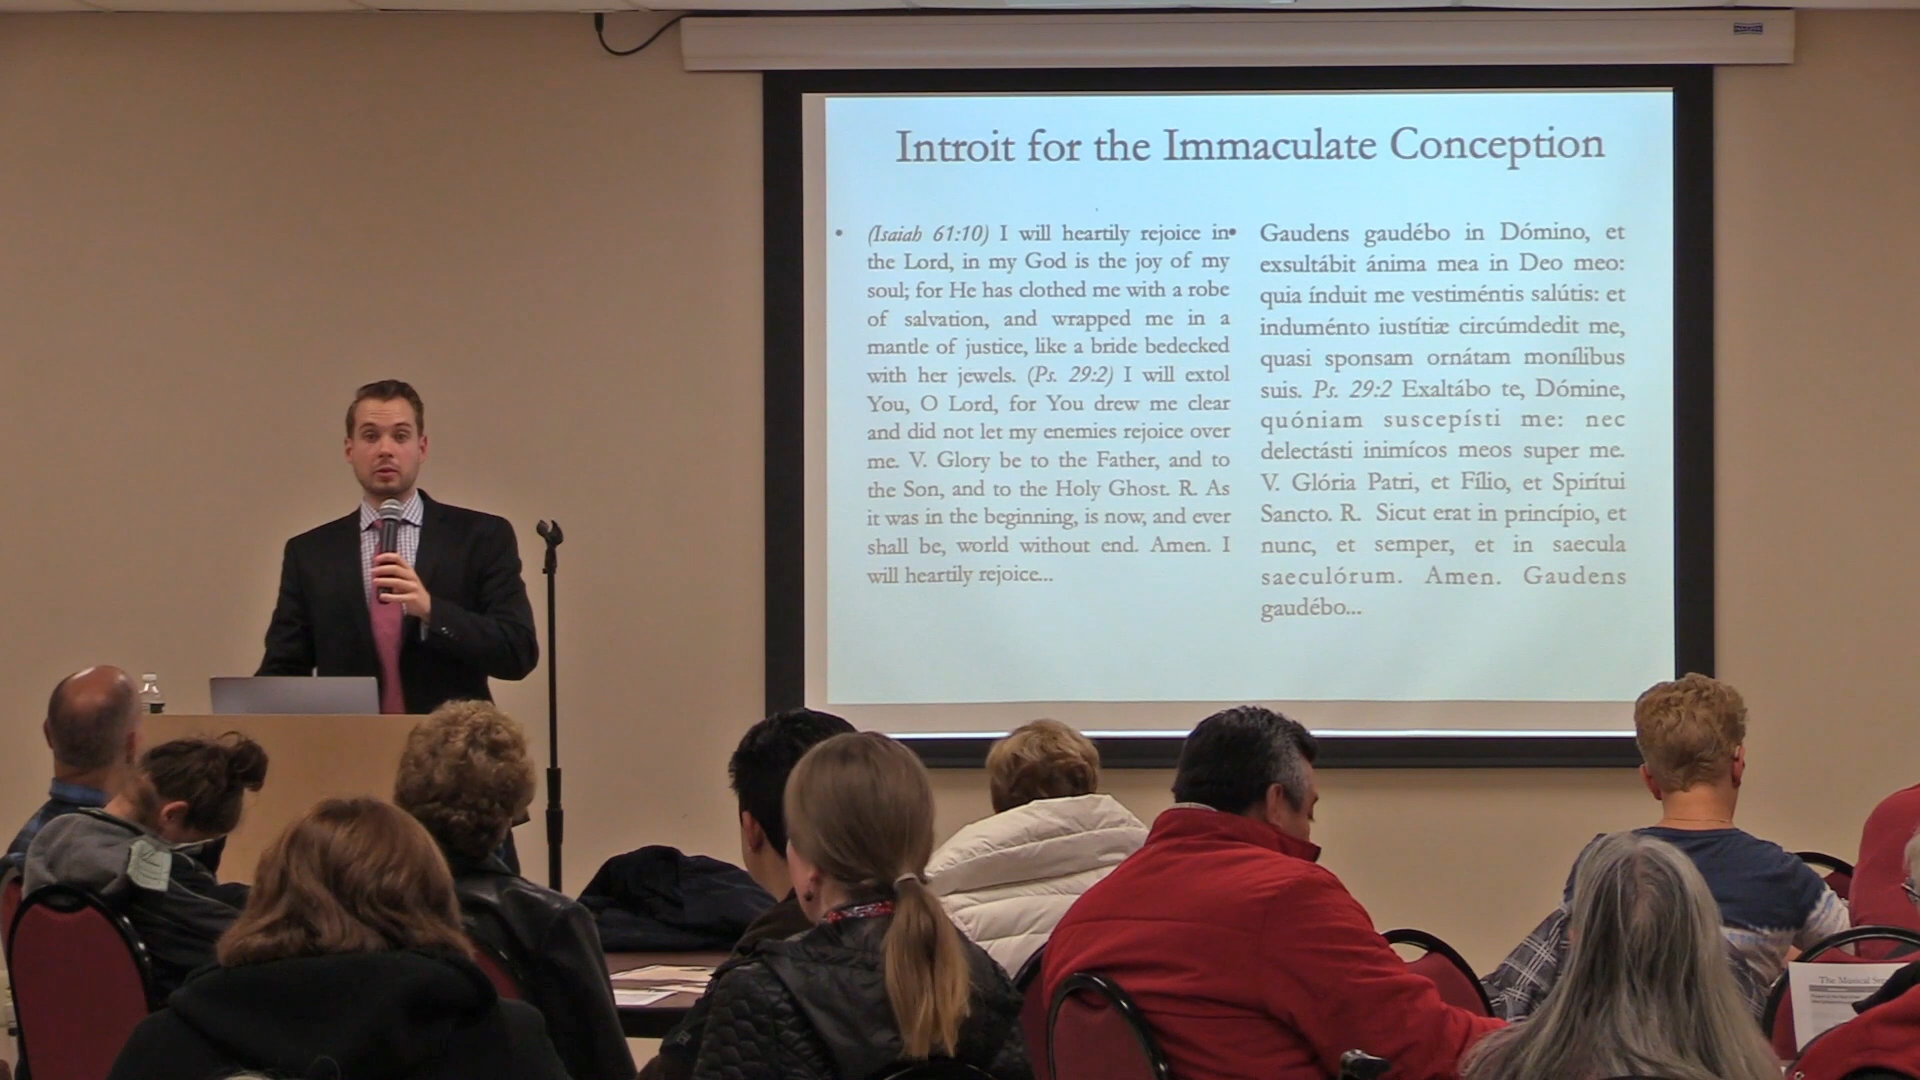 Introit for the Immaculate Conception
• (Isaiah 61:10) I will heartily rejoice in
the Lord, in my God is the joy of my
soul; for He has clothed me with a robe
of salvation, and wrapped me in a
mantle of justice, like a bride bedecked
with her jewels. (Ps. 29:2) I will extol
You, O Lord, for You drew me clear
and did not let my enemies rejoice over
me. V. Glory be to the Father, and to
the Son, and to the Holy Ghost. R. As
it was in the beginning, is now, and ever
shall be, world without end. Amen. I
will heartily rejoice...
• Gaudens gaudébo in Dómino, et
exsultábit ánima mea in Deo meo:
quia índuit me vestiméntis salútis: et
induménto iustítiæ circúmdedit me,
quasi sponsam ornátam monílibus
suis. Ps. 29:2 Exaltábo te, Dómine,
quóniam suscepísti me: nec
delectásti inimícos meos super me.
V. Glória Patri, et Fílio, et Spirítui
Sancto. R. Sicut erat in princípio, et
nunc, et semper, et in saecula
saeculórum. Amen. Gaudens
gaudébo...
The Musical